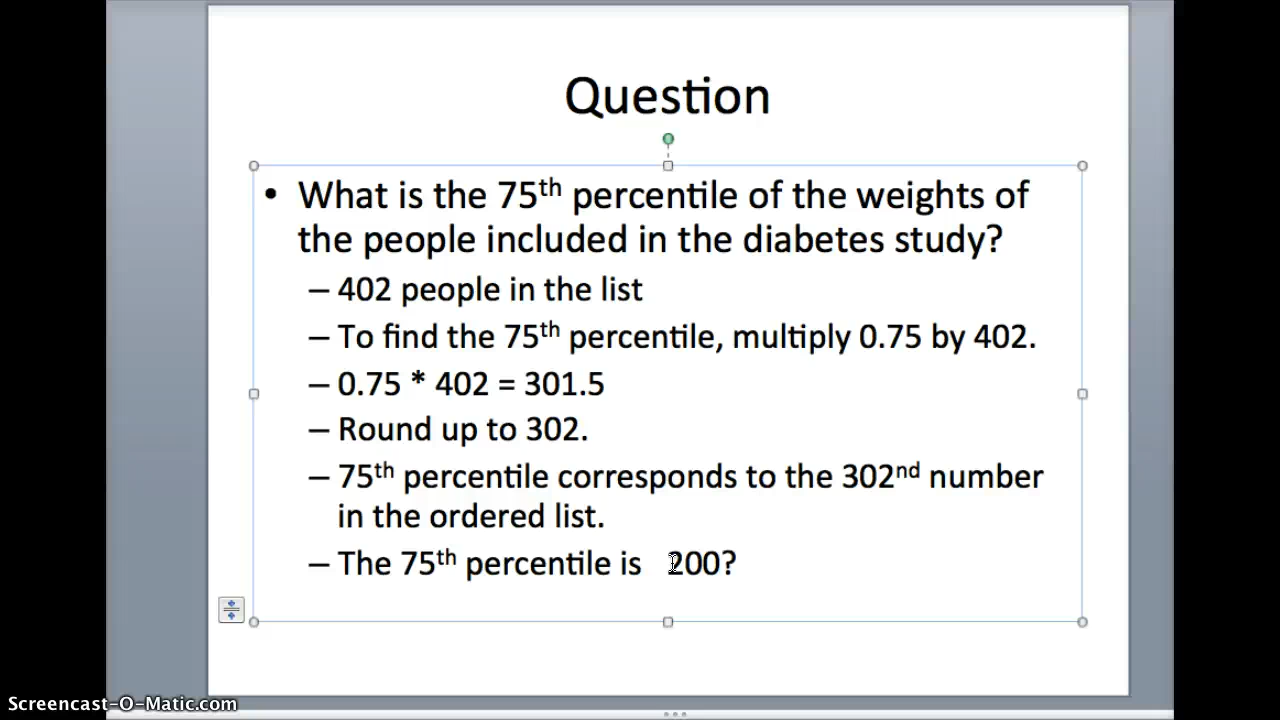 Question
• What is the 75th percentile of the weights of
the people included in the diabetes study?
– 402 people in the list
– To find the 75th percentile, multiply 0.75 by 402.
– 0.75 * 402 = 301.5
– Round up to 302.
– 75th percentile corresponds to the 302nd number
in the ordered list.
– The 75th percentile is 200?
Screencast-O-Matic.com